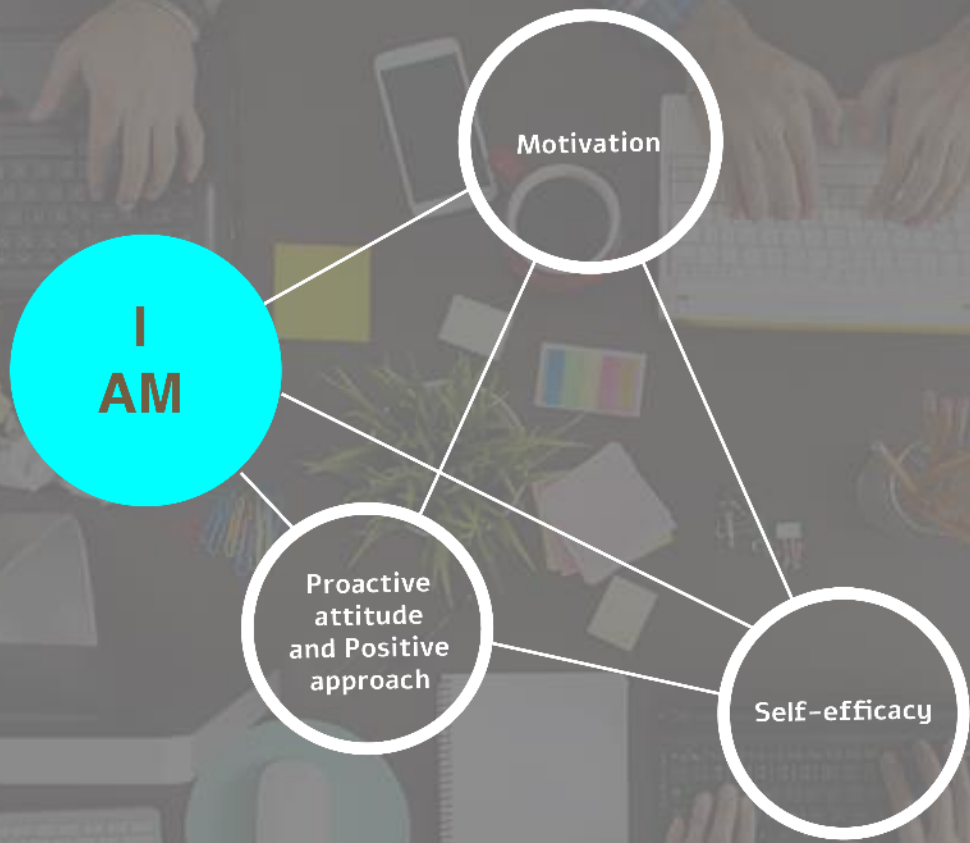 Motivation
I
AM
Proactive
attitude
and Positive
approach
Self-efficacy